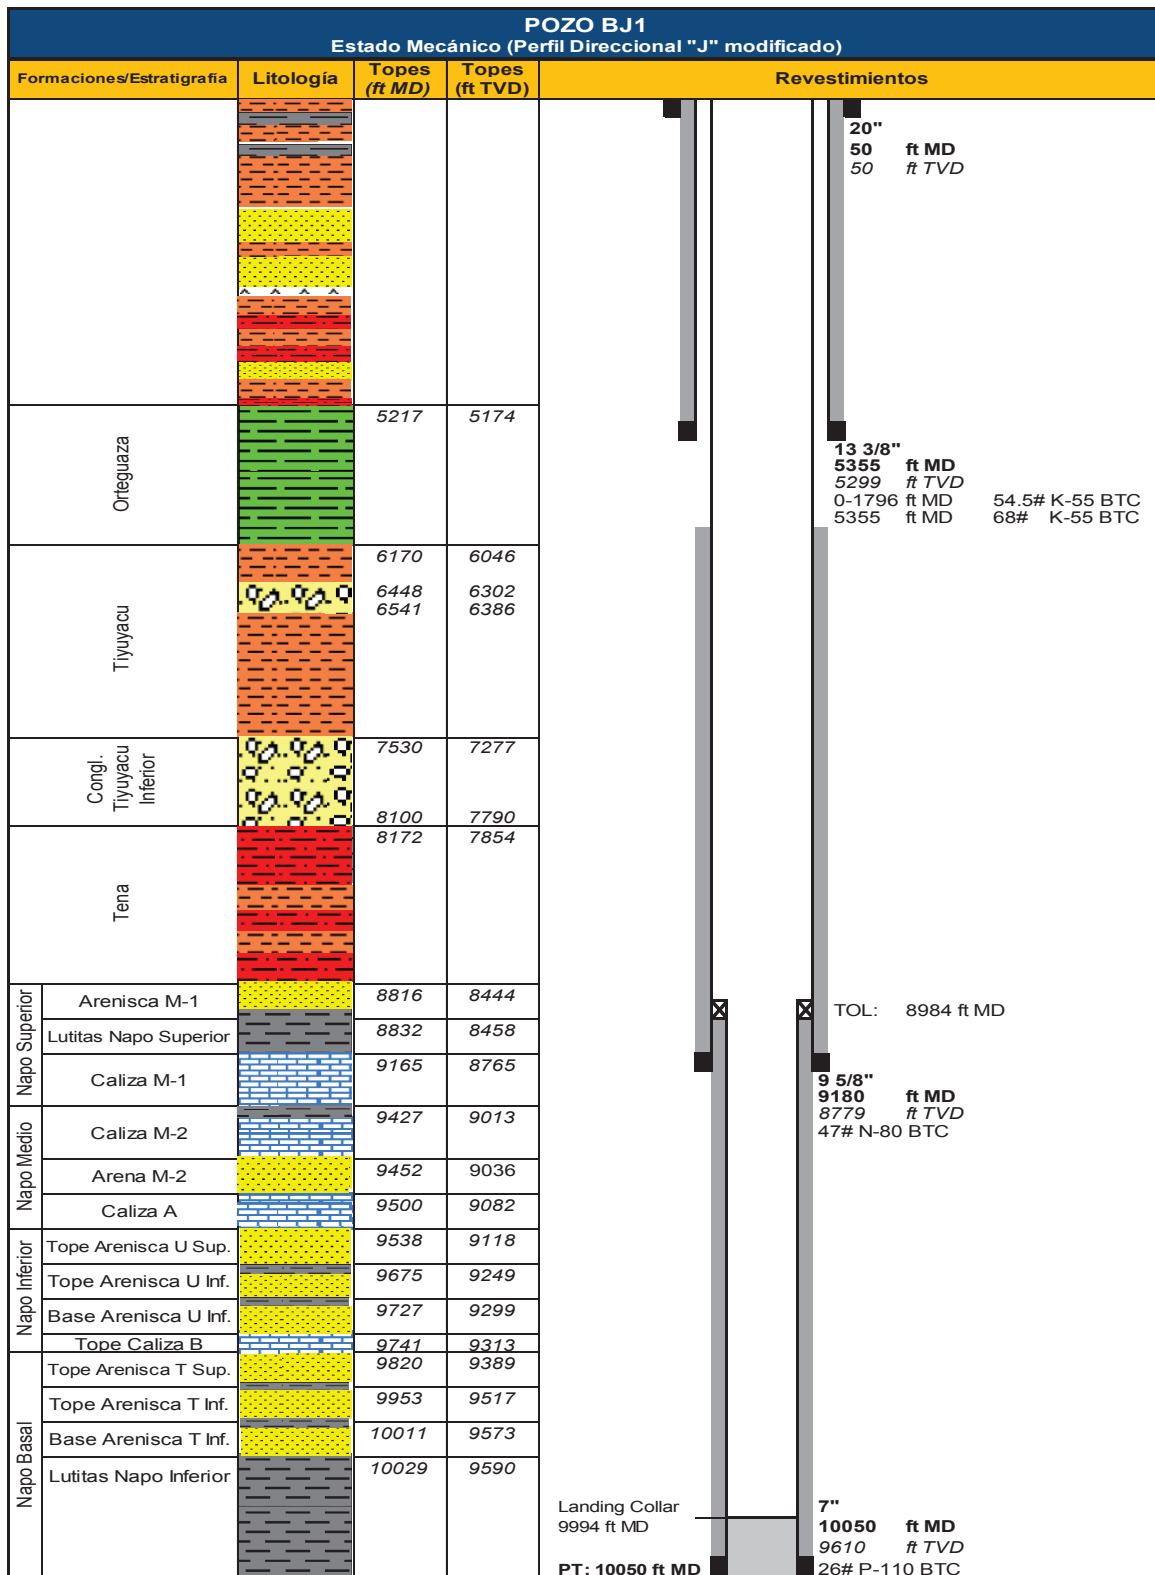 POZO BJ1
Estado Mecánico (Perfil Direccional "J" modificado)
Formaciones/Estratigrafía
Litología
Topes
(ft MD)
Topes
(ft TVD)
Revestimientos
20"
50 ft MD
50 ft TVD
Orteguaza
5217 5174
13 3/8"
5355 ft MD
5299 ft TVD
0-1796 ft MD 54.5# K-55 BTC
5355 ft MD 68# K-55 BTC
Tiyuyacu
6170 6046
6448 6302
6541 6386
Congl.
Tiyuyacu
Inferior
7530 7277
8100 7790
Tena
8172 7854
Napo Superior
Arenisca M-1 8816 8444
TOL: 8984 ft MD
Lutitas Napo Superior 8832 8458
Caliza M-1 9165 8765
9 5/8"
9180 ft MD
8779 ft TVD
47# N-80 BTC
Napo Medio
Caliza M-2 9427 9013
Arena M-2 9452 9036
Caliza A 9500 9082
Napo Inferior
Tope Arenisca U Sup. 9538 9118
Tope Arenisca U Inf. 9675 9249
Base Arenisca U Inf. 9727 9299
Tope Caliza B 9741 9313
Napo Basal
Tope Arenisca T Sup. 9820 9389
Tope Arenisca T Inf. 9953 9517
Base Arenisca T Inf. 10011 9573
Lutitas Napo Inferior 10029 9590
Landing Collar
9994 ft MD
7"
10050 ft MD
9610 ft TVD
26# P-110 BTC
PT: 10050 ft MD